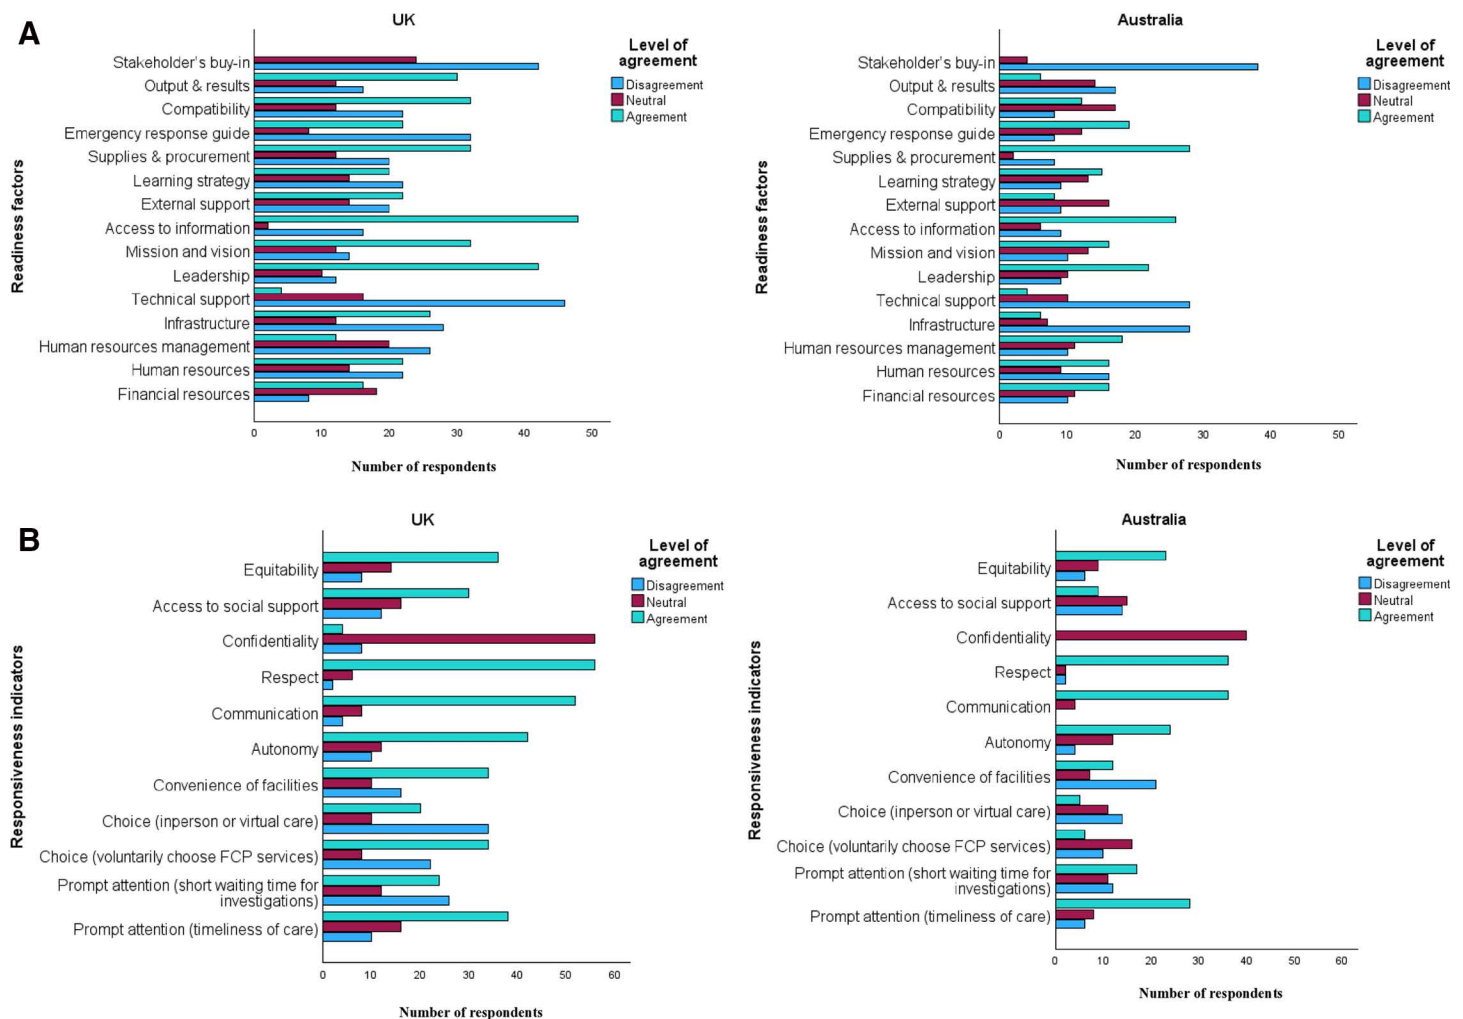 A
UK
Level of
agreement
Disagreement
Neutral
Agreement
Readiness factors
Stakeholder's buy-in
Output & results
Compatibility
Emergency response guide
Supplies & procurement
Learning strategy
External support
Access to information
Mission and vision
Leadership
Technical support
Infrastructure
Human resources management
Human resources
Financial resources
0 10 20 30 40 50
Number of respondents
Australia
Level of
agreement
Disagreement
Neutral
Agreement
Readiness factors
Stakeholder's buy-in
Output & results
Compatibility
Emergency response guide
Supplies & procurement
Learning strategy
External support
Access to information
Mission and vision
Leadership
Technical support
Infrastructure
Human resources management
Human resources
Financial resources
0 10 20 30 40 50
Number of respondents
B
UK
Level of
agreement
Disagreement
Neutral
Agreement
Responsiveness indicators
Equitability
Access to social support
Confidentiality
Respect
Communication
Autonomy
Convenience of facilities
Choice (inperson or virtual care)
Choice (voluntarily choose FCP services)
Prompt attention (short waiting time for
investigations)
Prompt attention (timeliness of care)
0 10 20 30 40 50 60
Number of respondents
Australia
Level of
agreement
Disagreement
Neutral
Agreement
Responsiveness indicators
Equitability
Access to social support
Confidentiality
Respect
Communication
Autonomy
Convenience of facilities
Choice (inperson or virtual care)
Choice (voluntarily choose FCP services)
Prompt attention (short waiting time for
investigations)
Prompt attention (timeliness of care)
0 10 20 30 40 50 60
Number of respondents